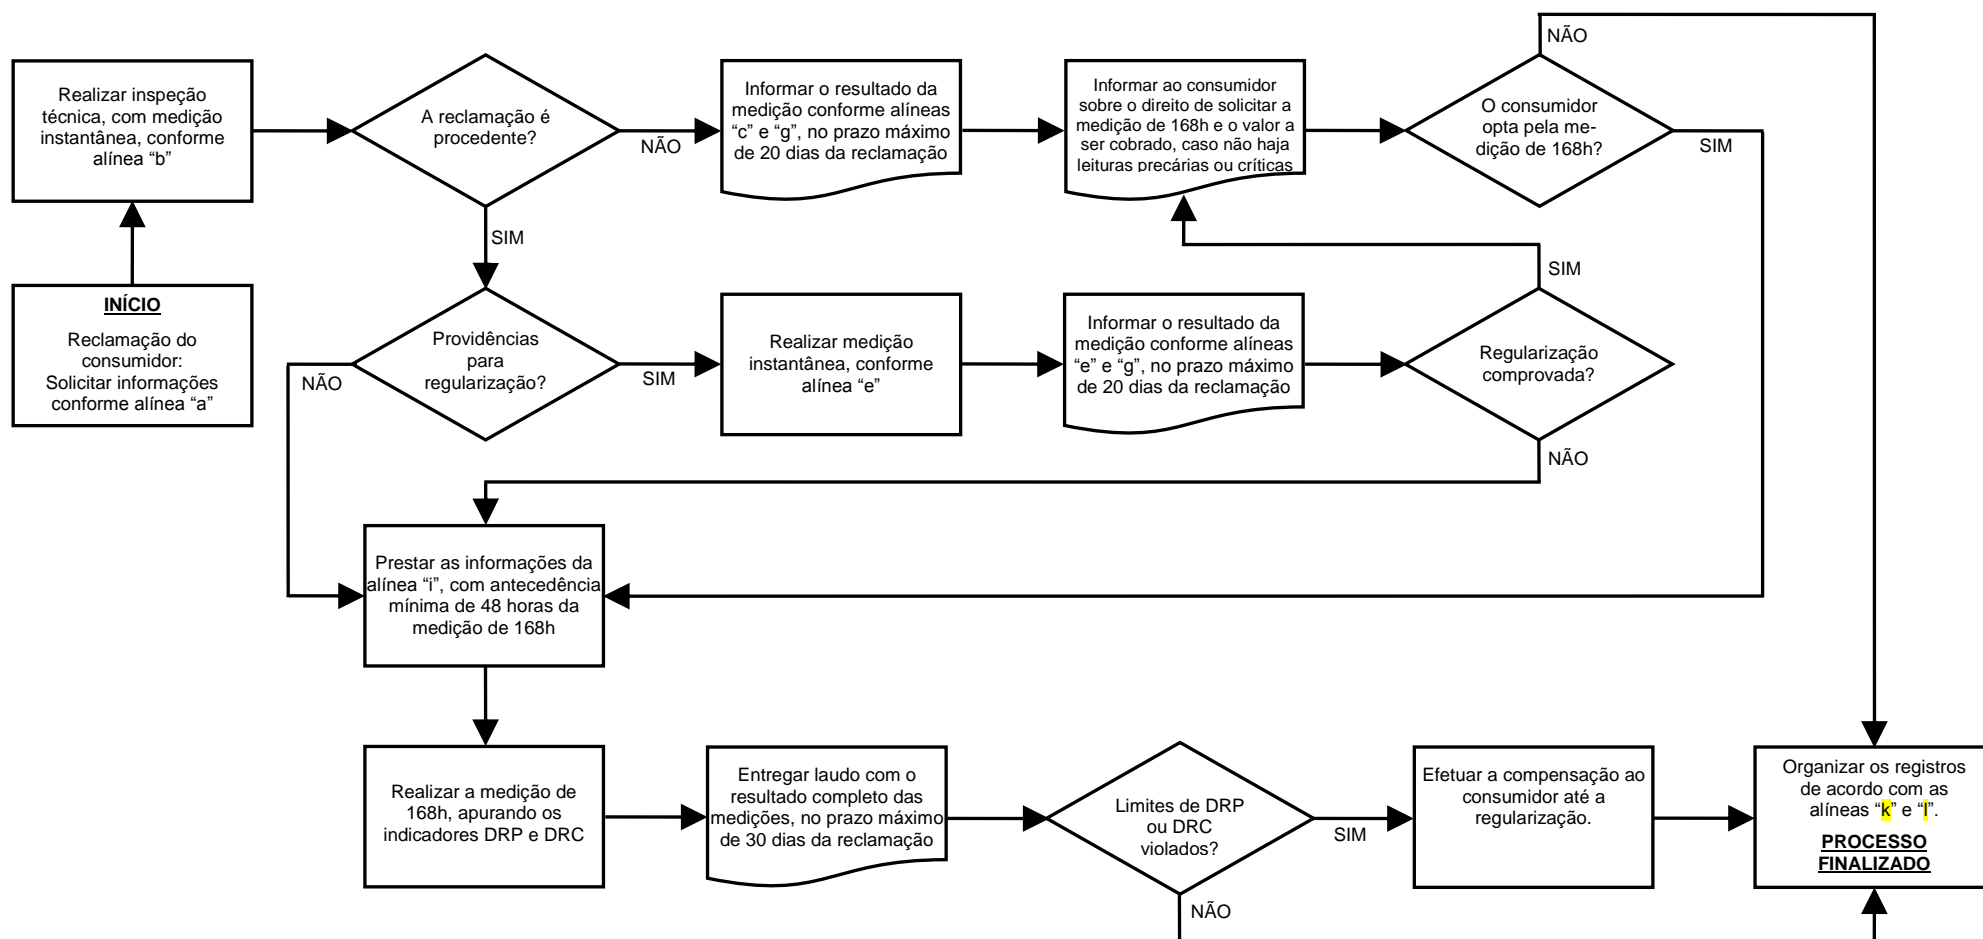 NÃO
Realizar inspeção
técnica, com medição
instantânea, conforme
alínea “b”
A reclamação é
procedente?
NÃO
SIM
Informar o resultado da
medição conforme alíneas
“c” e “g”, no prazo máximo
de 20 dias da reclamação
Informar ao consumidor
sobre o direito de solicitar a
medição de 168h e o valor a
ser cobrado, caso não haja
leituras precárias ou críticas
O consumidor
opta pela me-
dição de 168h?
SIM
INÍCIO
Reclamação do
consumidor:
Solicitar informações
conforme alínea “a”
Providências
para
regularização?
NÃO
SIM
Realizar medição
instantânea, conforme
alínea “e”
Informar o resultado da
medição conforme alíneas
“e” e “g”, no prazo máximo
de 20 dias da reclamação
SIM
Regularização
comprovada?
NÃO
Prestar as informações da
alínea “i”, com antecedência
mínima de 48 horas da
medição de 168h
Realizar a medição de
168h, apurando os
indicadores DRP e DRC
Entregar laudo com o
resultado completo das
medições, no prazo máximo
de 30 dias da reclamação
Limites de DRP
ou DRC
violados?
SIM
NÃO
Efetuar a compensação ao
consumidor até a
regularização.
Organizar os registros
de acordo com as
alíneas “k” e “l”.
PROCESSO
FINALIZADO